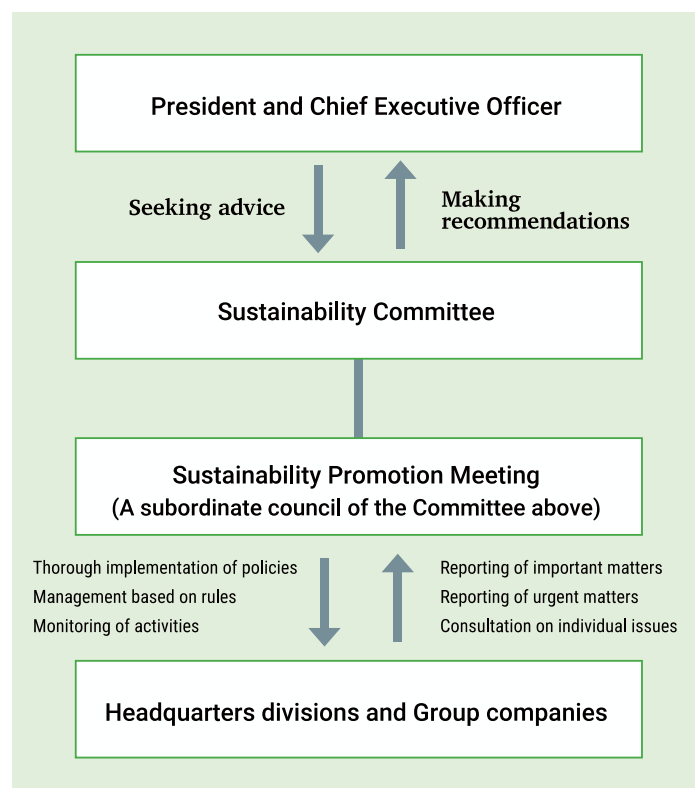 President and Chief Executive Officer
Seeking advice
Making
recommendations
Sustainability Committee
Sustainability Promotion Meeting
(A subordinate council of the Committee above)
Thorough implementation of policies
Management based on rules
Monitoring of activities
Reporting of important matters
Reporting of urgent matters
Consultation on individual issues
Headquarters divisions and Group companies